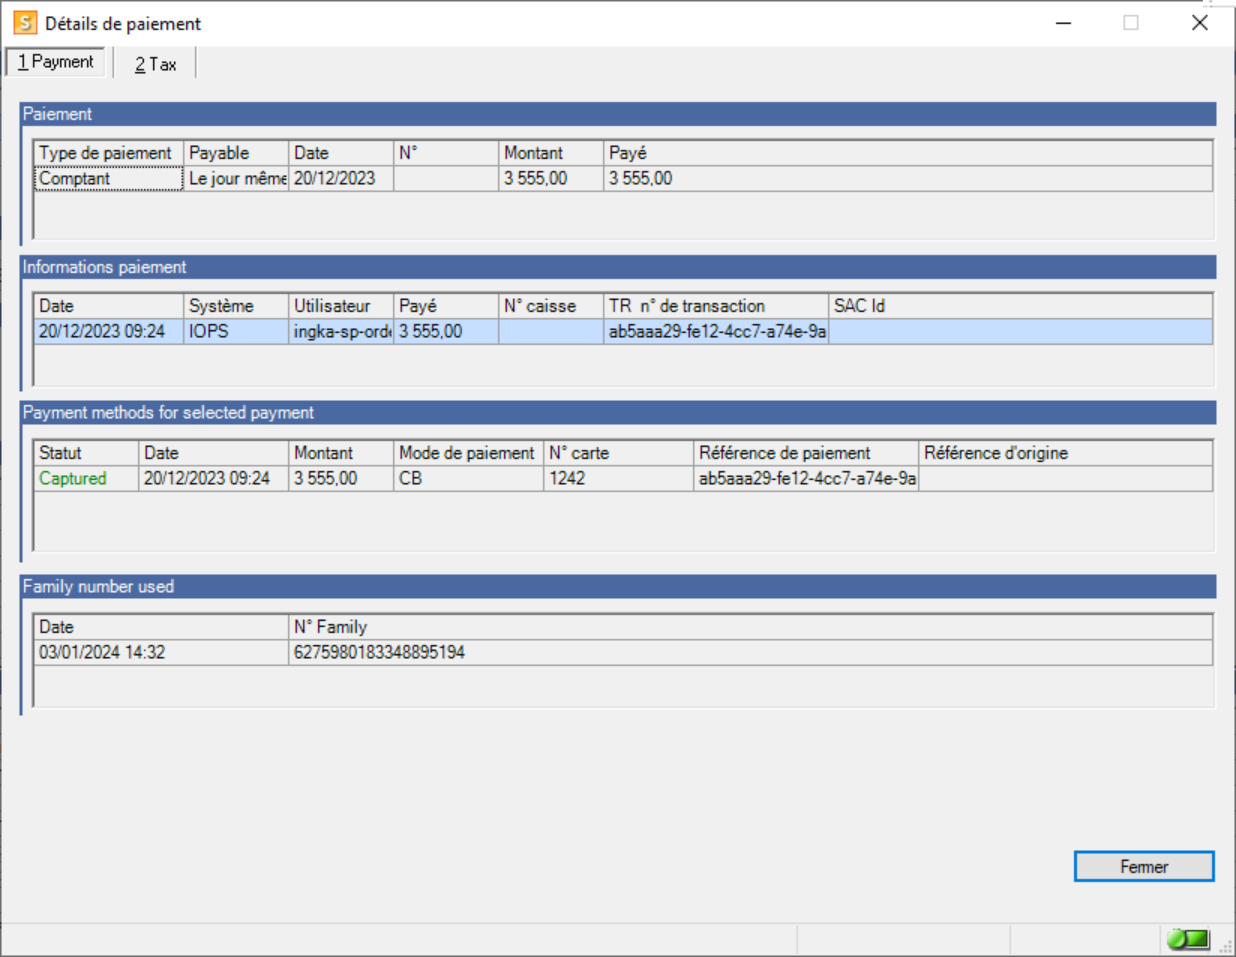 S Détails de paiement
1 Payment 2 Tax
Paiement
Type de paiement Payable Date N° Montant Payé
Comptant Le jour même 20/12/2023 3 555,00 3 555,00
Informations paiement
Date Système Utilisateur Payé N° caisse TR n° de transaction SAC Id
20/12/2023 09:24 IOPS ingka-sp-orde 3 555,00 ab5aaa29-fe12-4cc7-a74e-9a
Payment methods for selected payment
Statut Date Montant Mode de paiement N° carte Référence de paiement Référence d'origine
Captured 20/12/2023 09:24 3 555,00 CB 1242 ab5aaa29-fe12-4cc7-a74e-9a
Family number used
Date N° Family
03/01/2024 14:32 6275980183348895194
Fermer